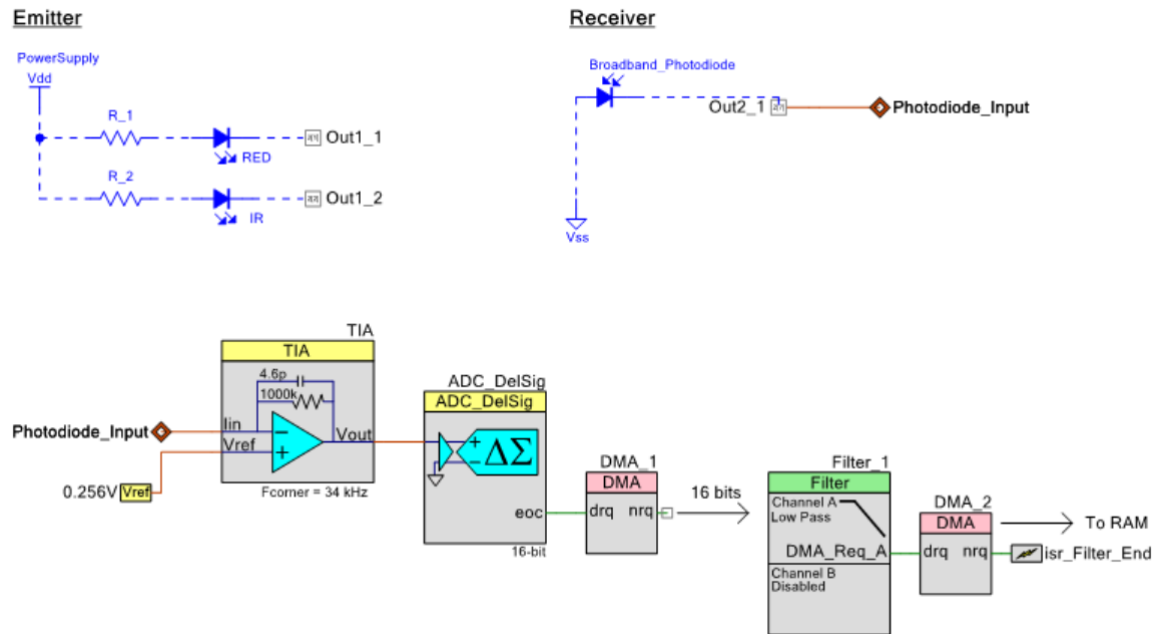 Emitter
Receiver
PowerSupply
Vdd
R_1
RED
Out1_1
R_2
IR
Out1_2
Broadband_Photodiode
Out2_1
Photodiode_Input
Vss
TIA
TIA
4.6p
1000k
Iin
Vref
Vout
Photodiode_Input
0.256V Vref
Fcorner = 34 kHz
ADC_DelSig
ADC_DelSig
ΔΣ
eoc
16-bit
DMA_1
DMA
drq nrq
16 bits
Filter_1
Filter
Channel A
Low Pass
DMA_Req_A
Channel B
Disabled
DMA_2
DMA
drq nrq
To RAM
isr_Filter_End